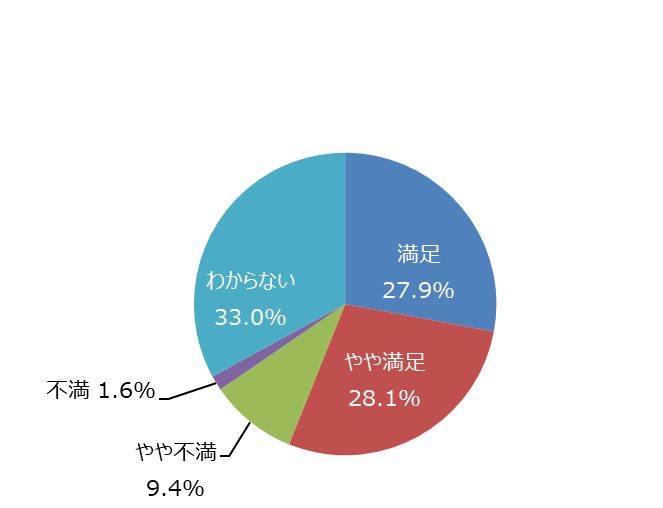 満足
27.9%
やや満足
28.1%
やや不満
9.4%
不満 1.6%
わからない
33.0%